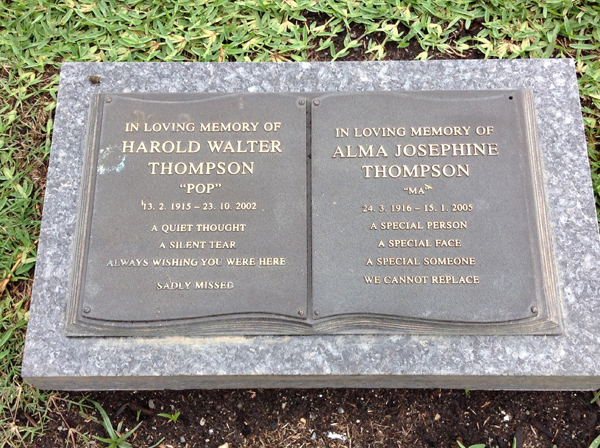 IN LOVING MEMORY OF
HAROLD WALTER
THOMPSON
"POP"
13. 2. 1915 – 23. 10. 2002
A QUIET THOUGHT
A SILENT TEAR
ALWAYS WISHING YOU WERE HERE
SADLY MISSED
IN LOVING MEMORY OF
ALMA JOSEPHINE
THOMPSON
"MA"
24. 3. 1916 – 15. 1. 2005
A SPECIAL PERSON
A SPECIAL FACE
A SPECIAL SOMEONE
WE CANNOT REPLACE